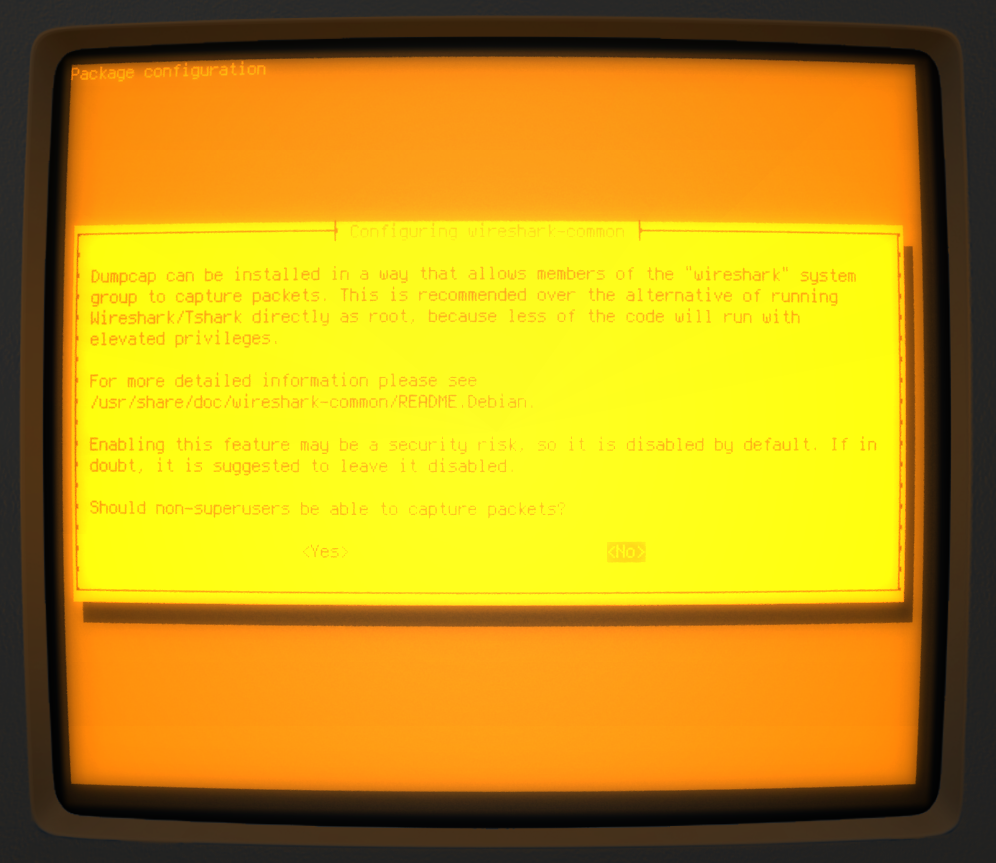 Package configuration
Configuring wireshark-common
Dumpcap can be installed in a way that allows members of the "wireshark" system
group to capture packets. This is recommended over the alternative of running
Wireshark/Tshark directly as root, because less of the code will run with
elevated privileges.
For more detailed information please see
/usr/share/doc/wireshark-common/README.Debian.
Enabling this feature may be a security risk, so it is disabled by default. If in
doubt, it is suggested to leave it disabled.
Should non-superusers be able to capture packets?
<Yes> <No>